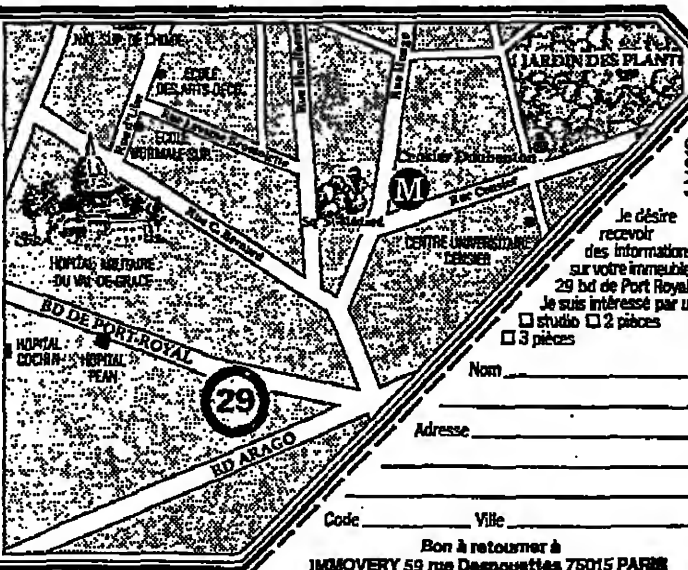 JARDIN DES PLANT
ECOLE
DES ARTS DECO.
ECOLE
NORMALE SUP.
Censier Daubenton
M
Rue Censier
Rue C. Bernard
CENTRE UNIVERSITAIRE
CENSIER
HOPITAL MILITAIRE
DU VAL-DE-GRACE
BD DE PORT-ROYAL
HOPITAL
COCHIN
HOPITAL
PEAN
29
BD ARAGO
Je désire
recevoir
des informations
sur votre immeuble
29 bd de Port Royal
Je suis intéressé par u
☐ studio ☐ 2 pièces
☐ 3 pièces
Nom
Adresse
Code Ville
Bon à retourner à
IMMOVERY 59 rue Desnouettes 75015 PARIS